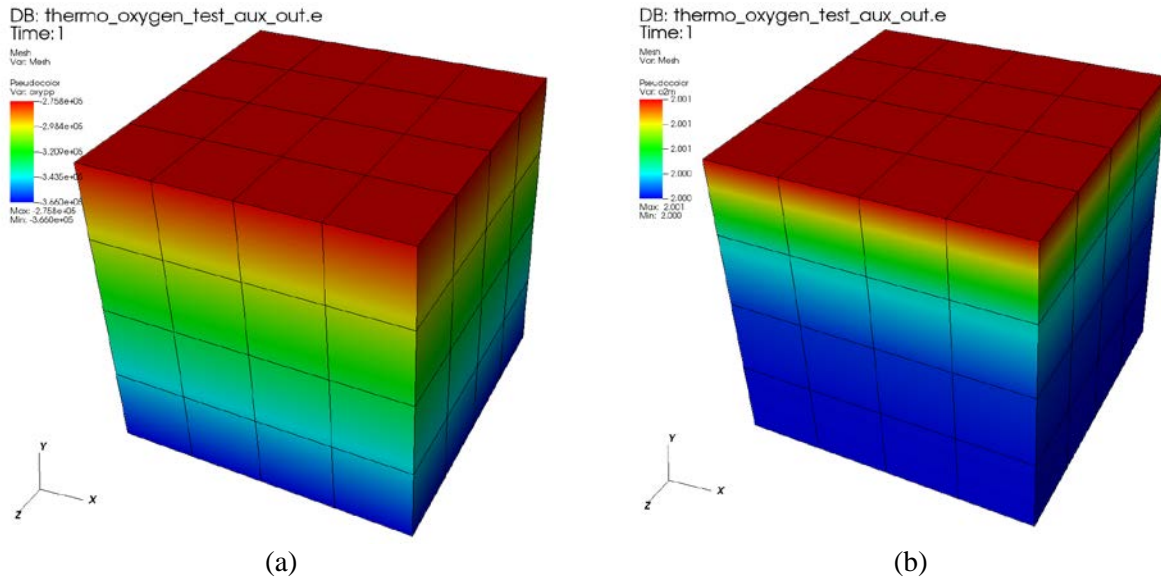 DB: thermo_oxygen_test_aux_out.e
Time:1
Mesh
Var: Mesh
Pseudocolor
Var: oxypp
-2.758e+05
-2.984e+05
-3.209e+05
-3.435e+05
-3.660e+05
Max: -2.758e+05
Min: -3.660e+05
Y
X
Z
(a)
DB: thermo_oxygen_test_aux_out.e
Time:1
Mesh
Var: Mesh
Pseudocolor
Var: o2m
2.001
2.001
2.001
2.000
2.000
Max: 2.001
Min: 2.000
Y
X
Z
(b)